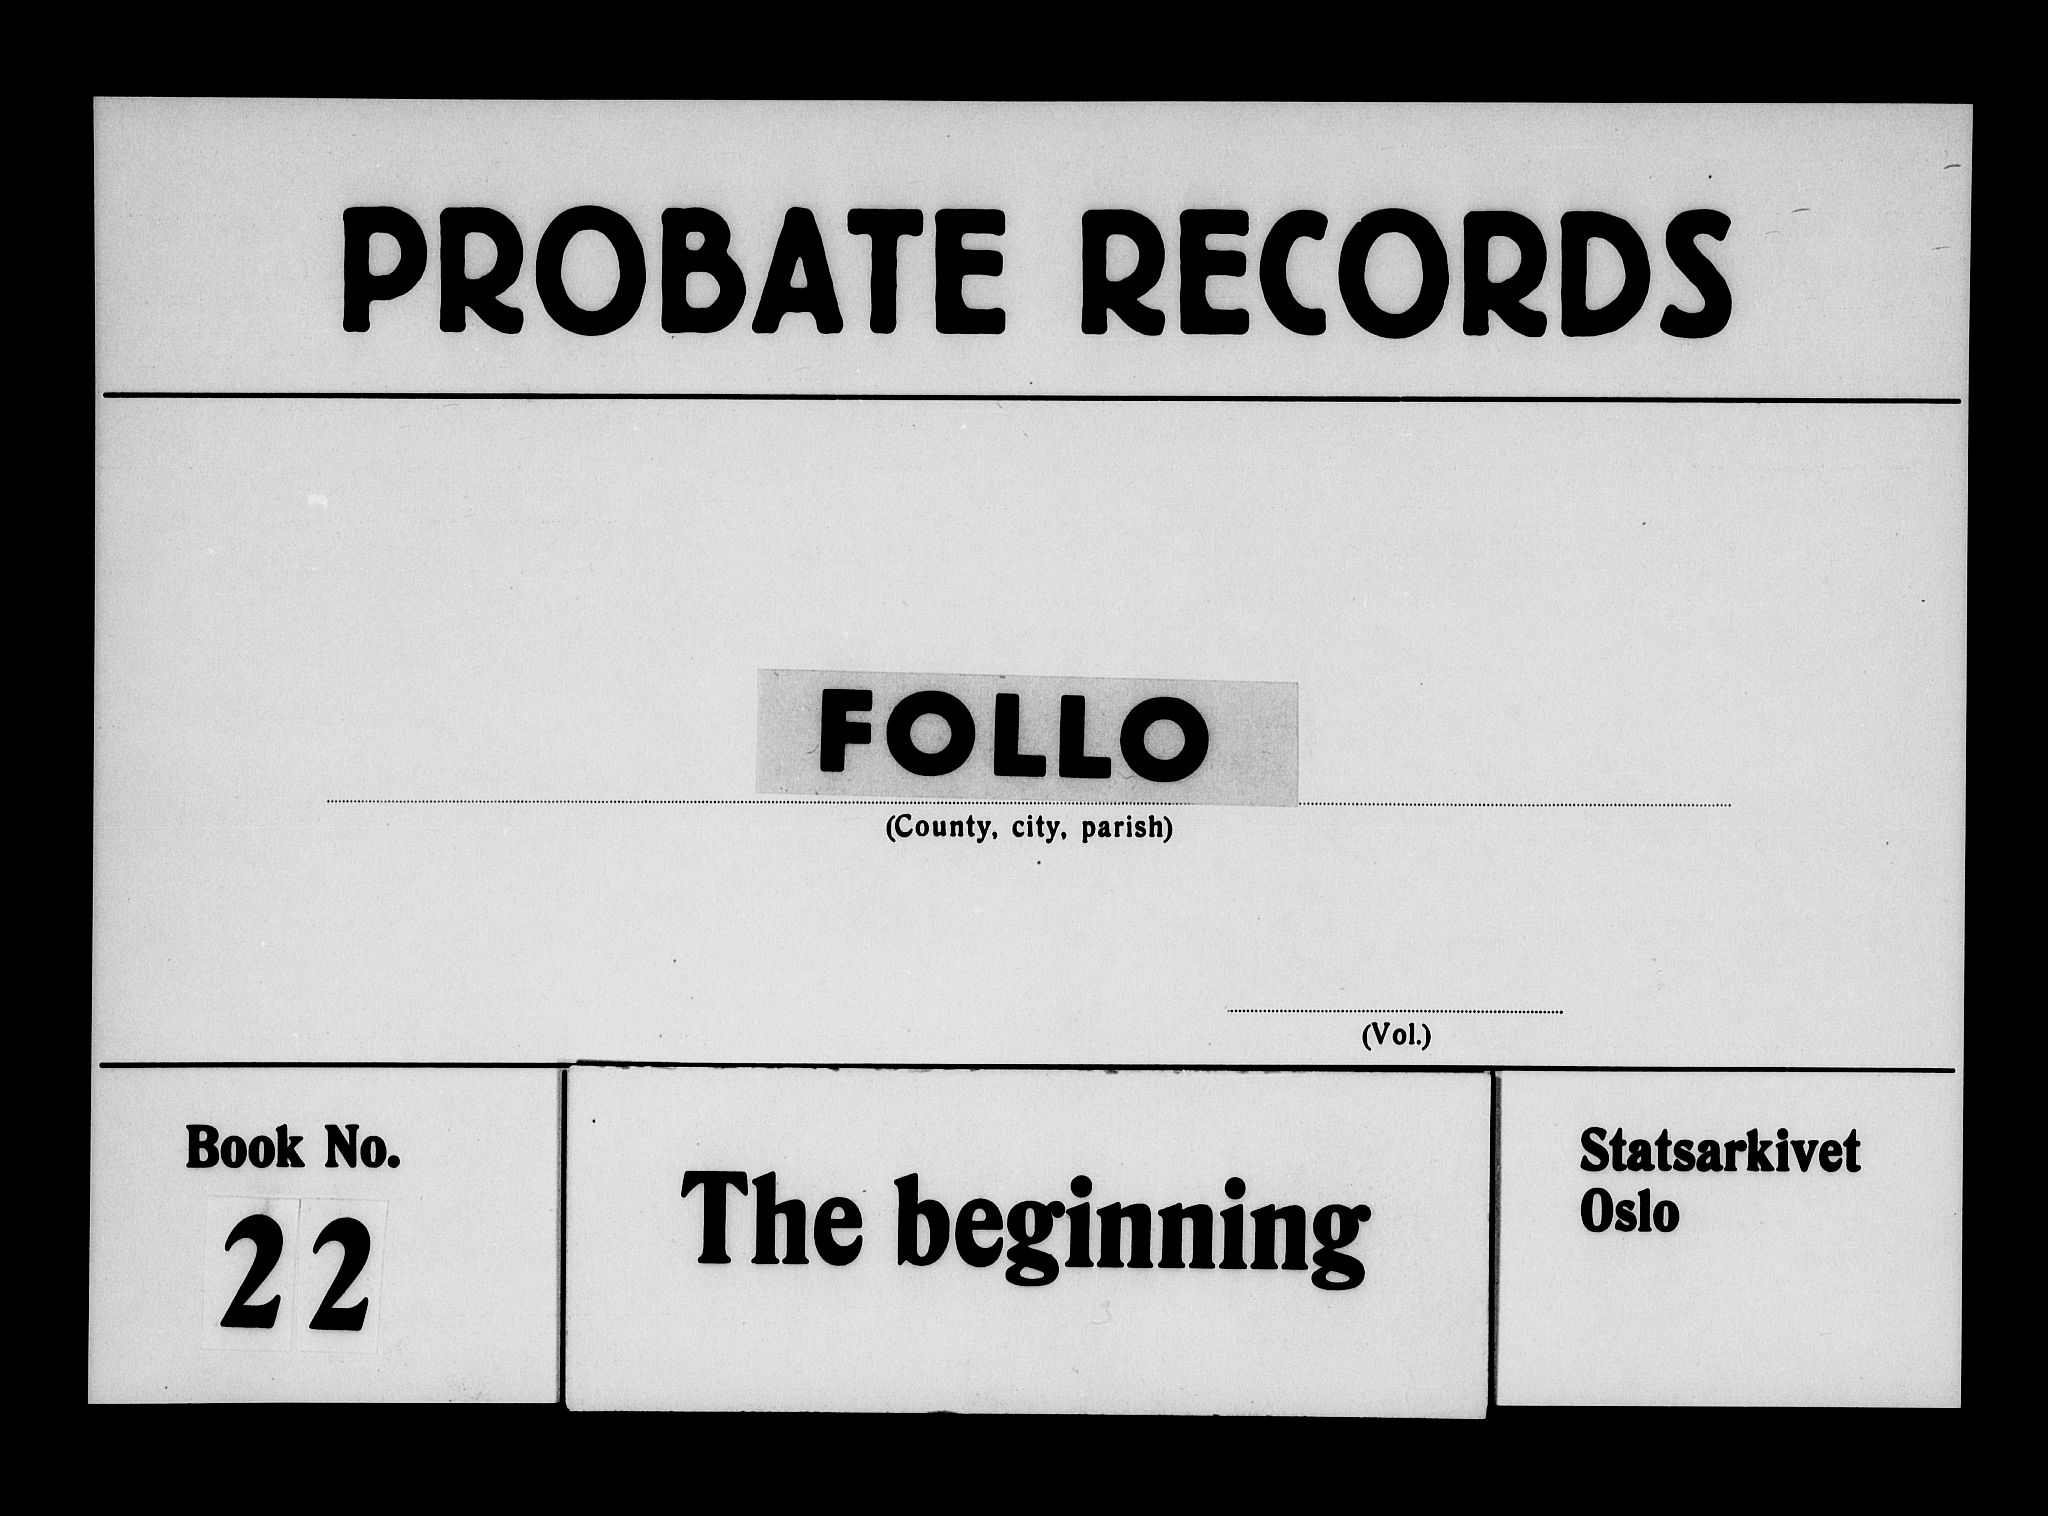 PROBATE RECORDS
FOLLO
(County, city, parish)
(Vol.)
Book No.
22
The beginning
Statsarkivet
Oslo